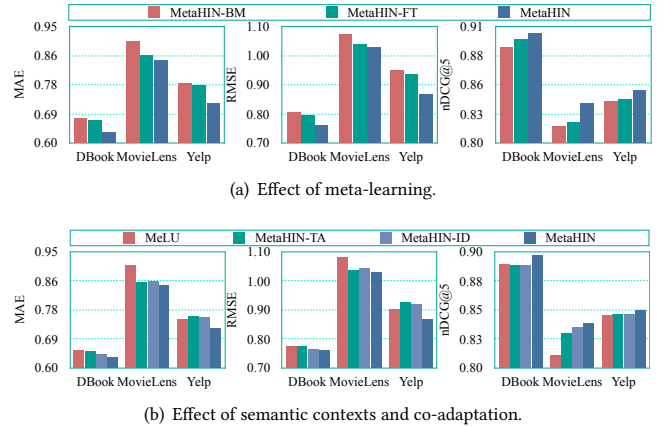 MetaHIN-BM MetaHIN-FT MetaHIN
MAE
0.95
0.86
0.78
0.69
0.60
DBook MovieLens Yelp
RMSE
1.10
1.00
0.90
0.80
0.70
DBook MovieLens Yelp
nDCG@5
0.91
0.88
0.86
0.83
0.80
DBook MovieLens Yelp
(a) Effect of meta-learning.
MeLU MetaHIN-TA MetaHIN-ID MetaHIN
MAE
0.95
0.86
0.78
0.68
0.60
DBook MovieLens Yelp
RMSE
1.10
1.00
0.90
0.80
0.70
DBook MovieLens Yelp
nDCG@5
0.90
0.88
0.85
0.83
0.80
DBook MovieLens Yelp
(b) Effect of semantic contexts and co-adaptation.